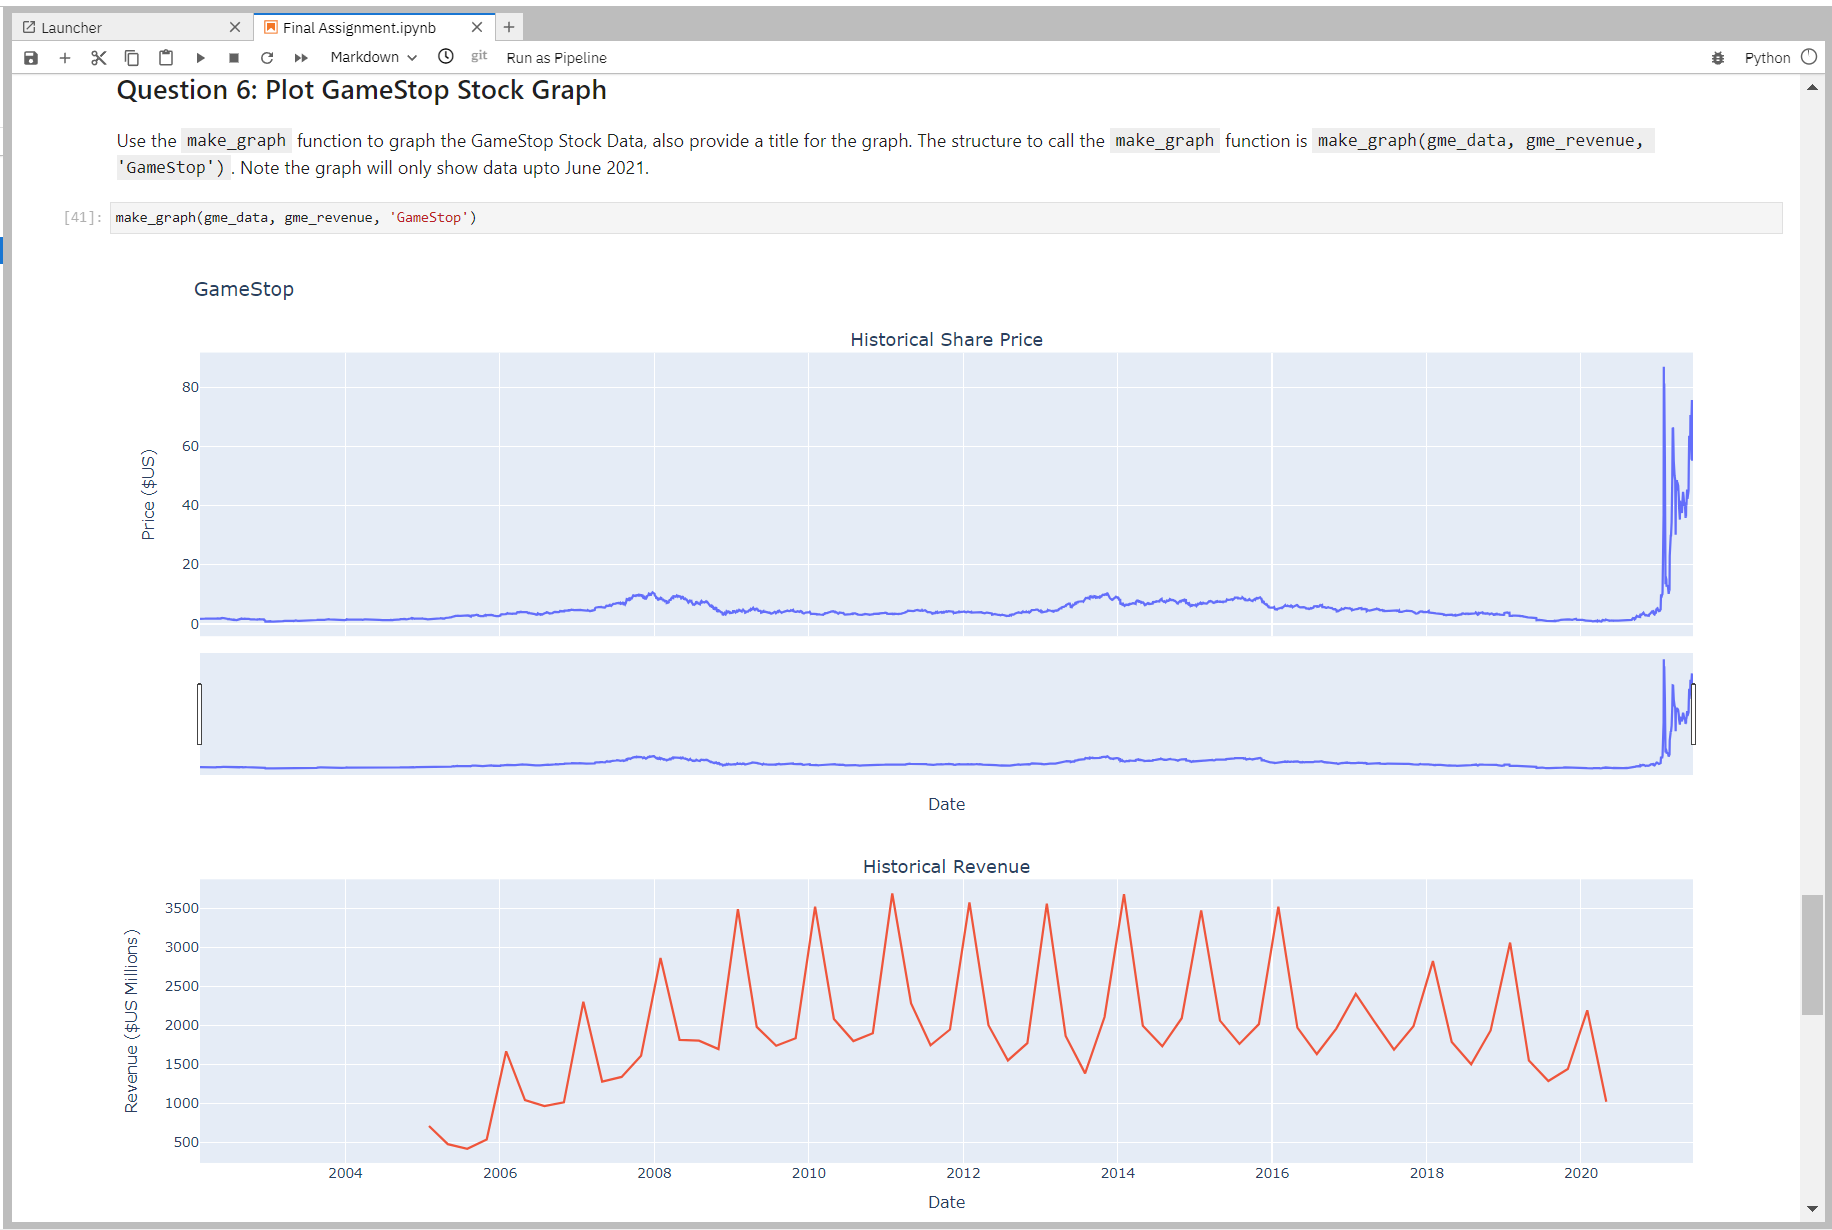 Launcher
Final Assignment.ipynb
Markdown
git
Run as Pipeline
Python
Question 6: Plot GameStop Stock Graph
Use the make_graph function to graph the GameStop Stock Data, also provide a title for the graph. The structure to call the make_graph function is make_graph(gme_data, gme_revenue,
'GameStop') . Note the graph will only show data upto June 2021.
[41]: make_graph(gme_data, gme_revenue, 'GameStop')
GameStop
Historical Share Price
80
60
40
20
0
Price ($US)
Date
Historical Revenue
3500
3000
2500
2000
1500
1000
500
Revenue ($US Millions)
2004 2006 2008 2010 2012 2014 2016 2018 2020
Date